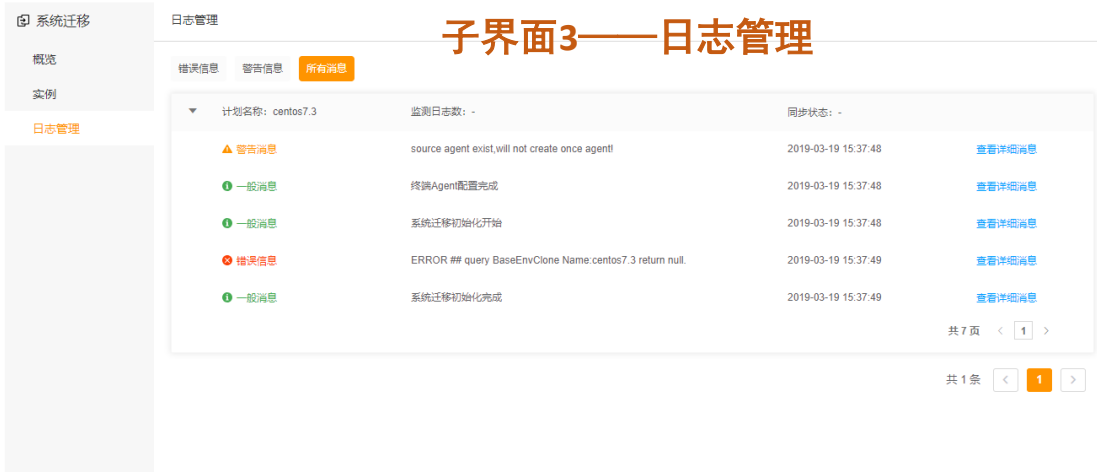 系统迁移
概览
实例
日志管理
日志管理
子界面3——日志管理
错误信息 警告信息 所有消息
计划名称：centos7.3 监测日志数：- 同步状态：-
警告消息 source agent exist,will not create once agent! 2019-03-19 15:37:48 查看详细消息
一般消息 终端Agent配置完成 2019-03-19 15:37:48 查看详细消息
一般消息 系统迁移初始化开始 2019-03-19 15:37:48 查看详细消息
错误信息 ERROR ## query BaseEnvClone Name:centos7.3 return null. 2019-03-19 15:37:49 查看详细消息
一般消息 系统迁移初始化完成 2019-03-19 15:37:49 查看详细消息
共 7 页 < 1 >
共 1 条 < 1 >